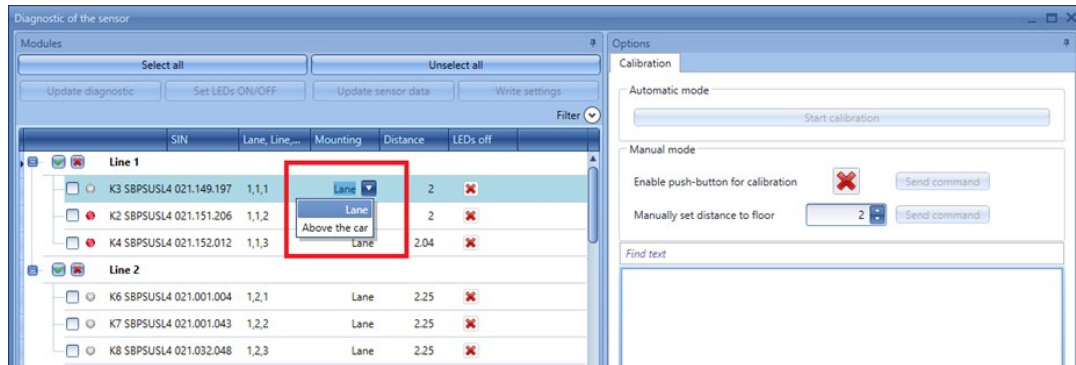 Diagnostic of the sensor
Modules
Select all
Unselect all
Update diagnostic
Set LEDs ON/OFF
Update sensor data
Write settings
Filter
SIN
Lane, Line,...
Mounting
Distance
LEDs off
Line 1
K3 SBPSUSL4 021.149.197 1,1,1 Lane 2
Lane
K2 SBPSUSL4 021.151.206 1,1,2 2
Above the car
K4 SBPSUSL4 021.152.012 1,1,3 Lane 2.04
Line 2
K6 SBPSUSL4 021.001.004 1,2,1 Lane 2.25
K7 SBPSUSL4 021.001.043 1,2,2 Lane 2.25
K8 SBPSUSL4 021.032.048 1,2,3 Lane 2.25
Options
Calibration
Automatic mode
Start calibration
Manual mode
Enable push-button for calibration
Send command
Manually set distance to floor 2
Send command
Find text